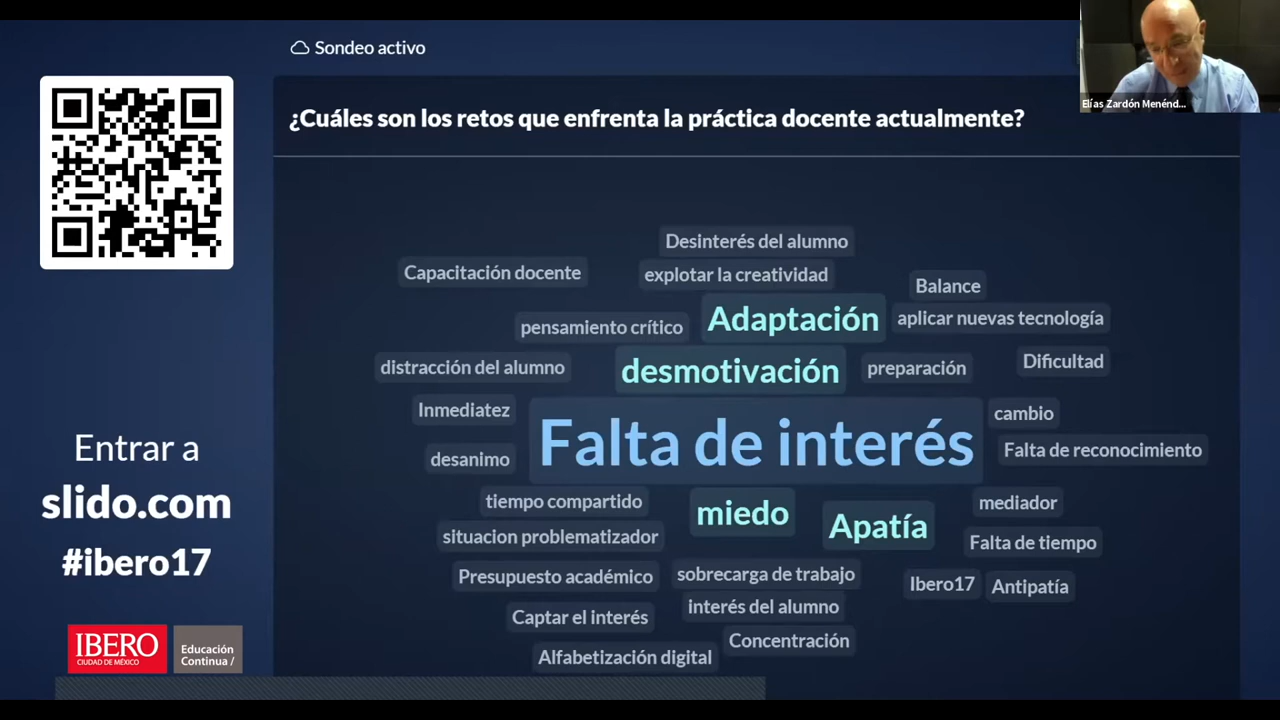 Sondeo activo
Elías Zardón Menénd...
¿Cuáles son los retos que enfrenta la práctica docente actualmente?
Desinterés del alumno
Capacitación docente
explotar la creatividad
Balance
pensamiento crítico
Adaptación
aplicar nuevas tecnología
distracción del alumno
desmotivación
preparación
Dificultad
Inmediatez
Falta de interés
cambio
desanimo
Falta de reconocimiento
tiempo compartido
miedo
Apatía
mediador
situacion problematizador
Falta de tiempo
Presupuesto académico
sobrecarga de trabajo
Ibero17
Antipatía
Captar el interés
interés del alumno
Concentración
Alfabetización digital
Entrar a
slido.com
#ibero17
IBERO
CIUDAD DE MÉXICO
Educación
Continua /